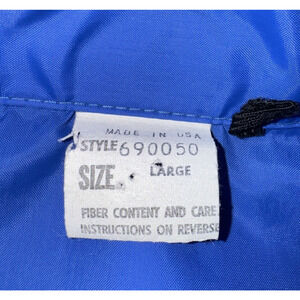 MADE IN USA
STYLE 690050
SIZE LARGE
FIBER CONTENT AND CARE
INSTRUCTIONS ON REVERSE